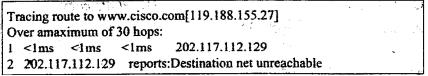 Tracing route to www.cisco.com[119.188.155.27]
Over amaximum of 30 hops:
1 <1ms <1ms <1ms 202.117.112.129
2 202.117.112.129 reports:Destination net unreachable